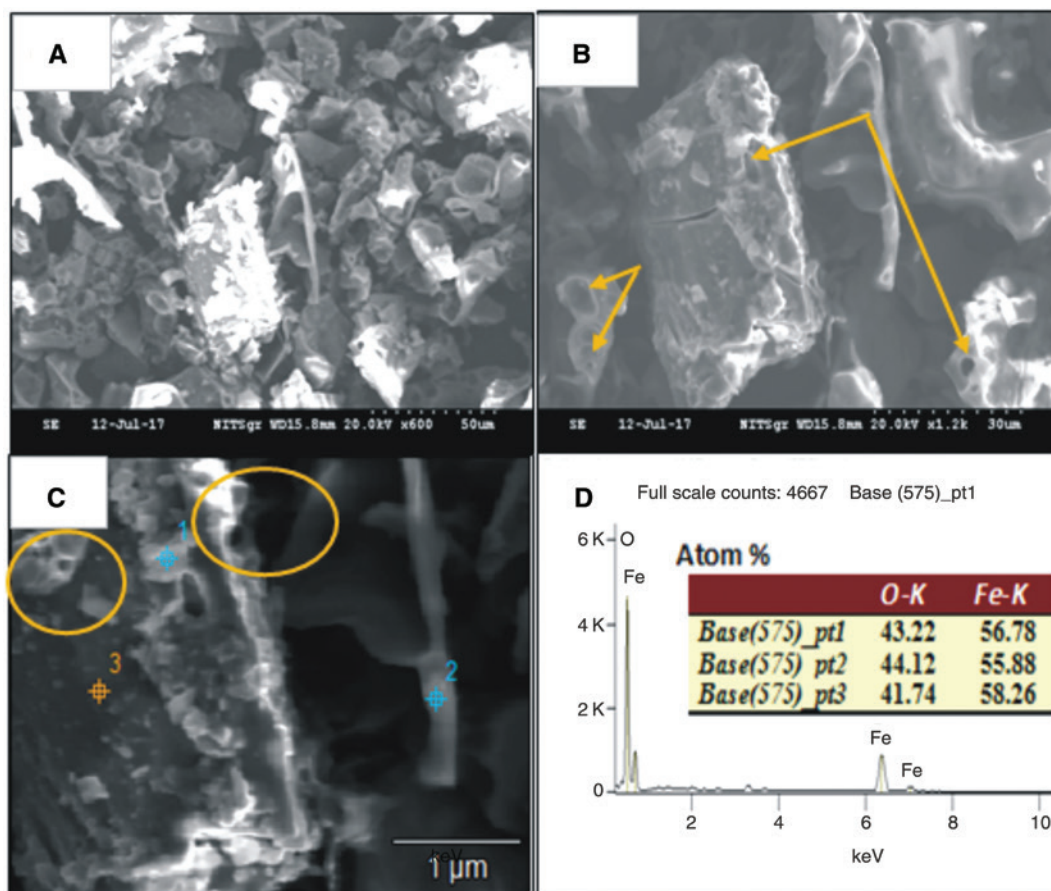 A
SE 12-Jul-17 NITSgr WD15.8mm 20.0kV x600 50um
B
SE 12-Jul-17 NITSgr WD15.8mm 20.0kV x1.2k 30um
C
1
3
2
keV
1 µm
D
Full scale counts: 4667 Base (575)_pt1
6 K
O
Fe
4 K
2 K
0
Atom %
O-K Fe-K
Base(575)_pt1 43.22 56.78
Base(575)_pt2 44.12 55.88
Base(575)_pt3 41.74 58.26
Fe
Fe
2 4 6 8 10
keV